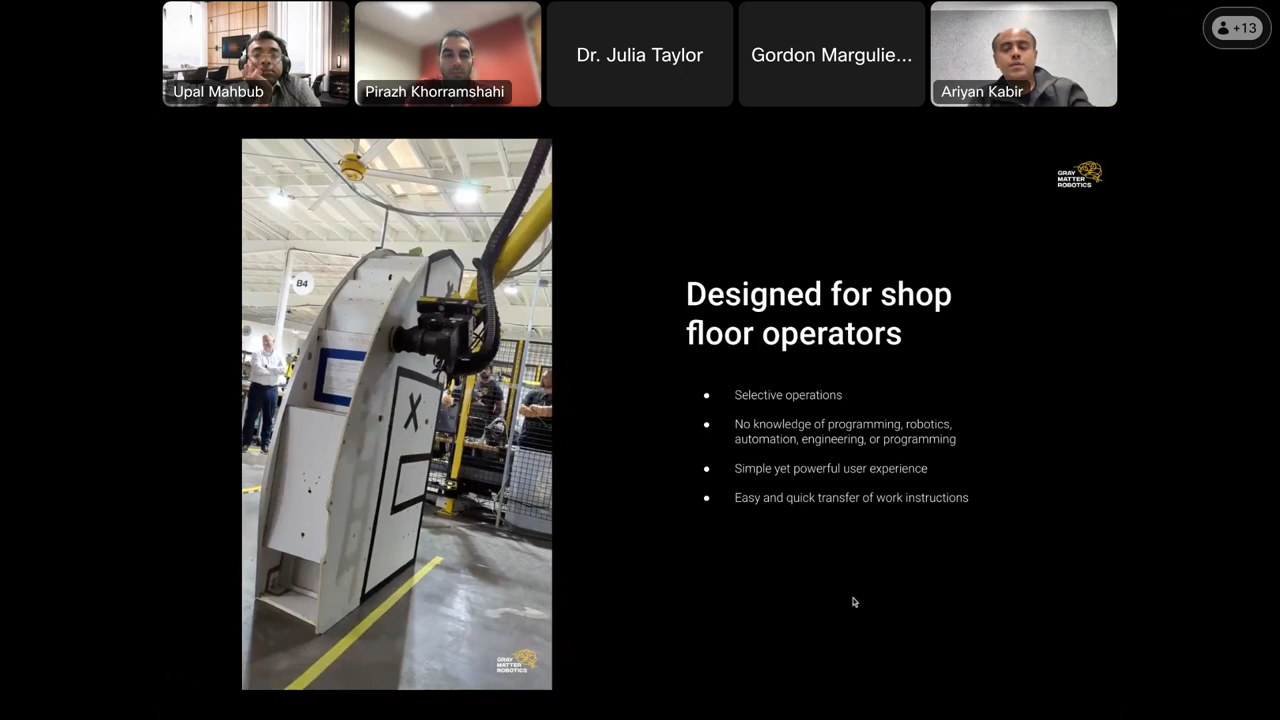 Dr. Julia Taylor
Gordon Margulie...
+13
Upal Mahbub
Pirazh Khorramshahi
Ariyan Kabir
GRAY
MATTER
ROBOTICS
B4
X
Designed for shop
floor operators
Selective operations
No knowledge of programming, robotics,
automation, engineering, or programming
Simple yet powerful user experience
Easy and quick transfer of work instructions
GRAY
MATTER
ROBOTICS